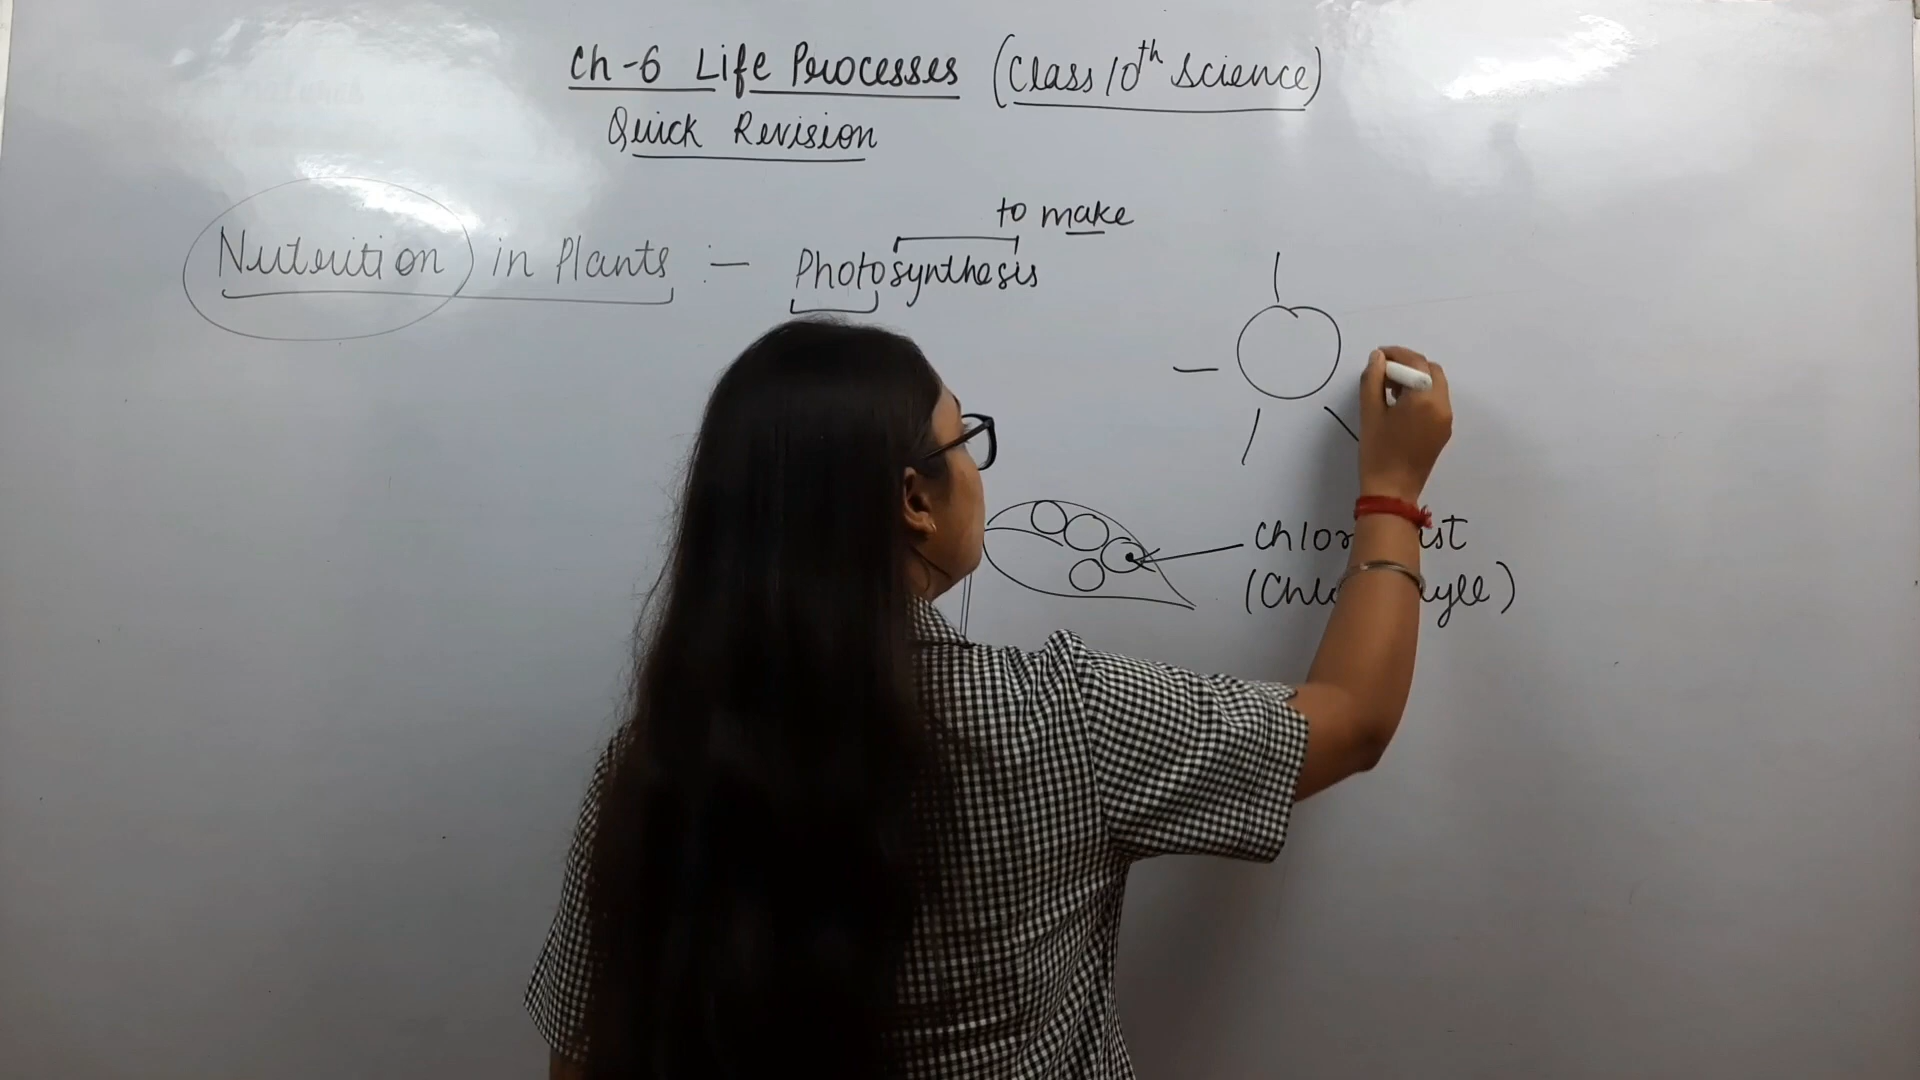 Ch-6 Life Processes (Class 10th Science)
Quick Revision
to make
Nutrition in Plants :- Photosynthesis